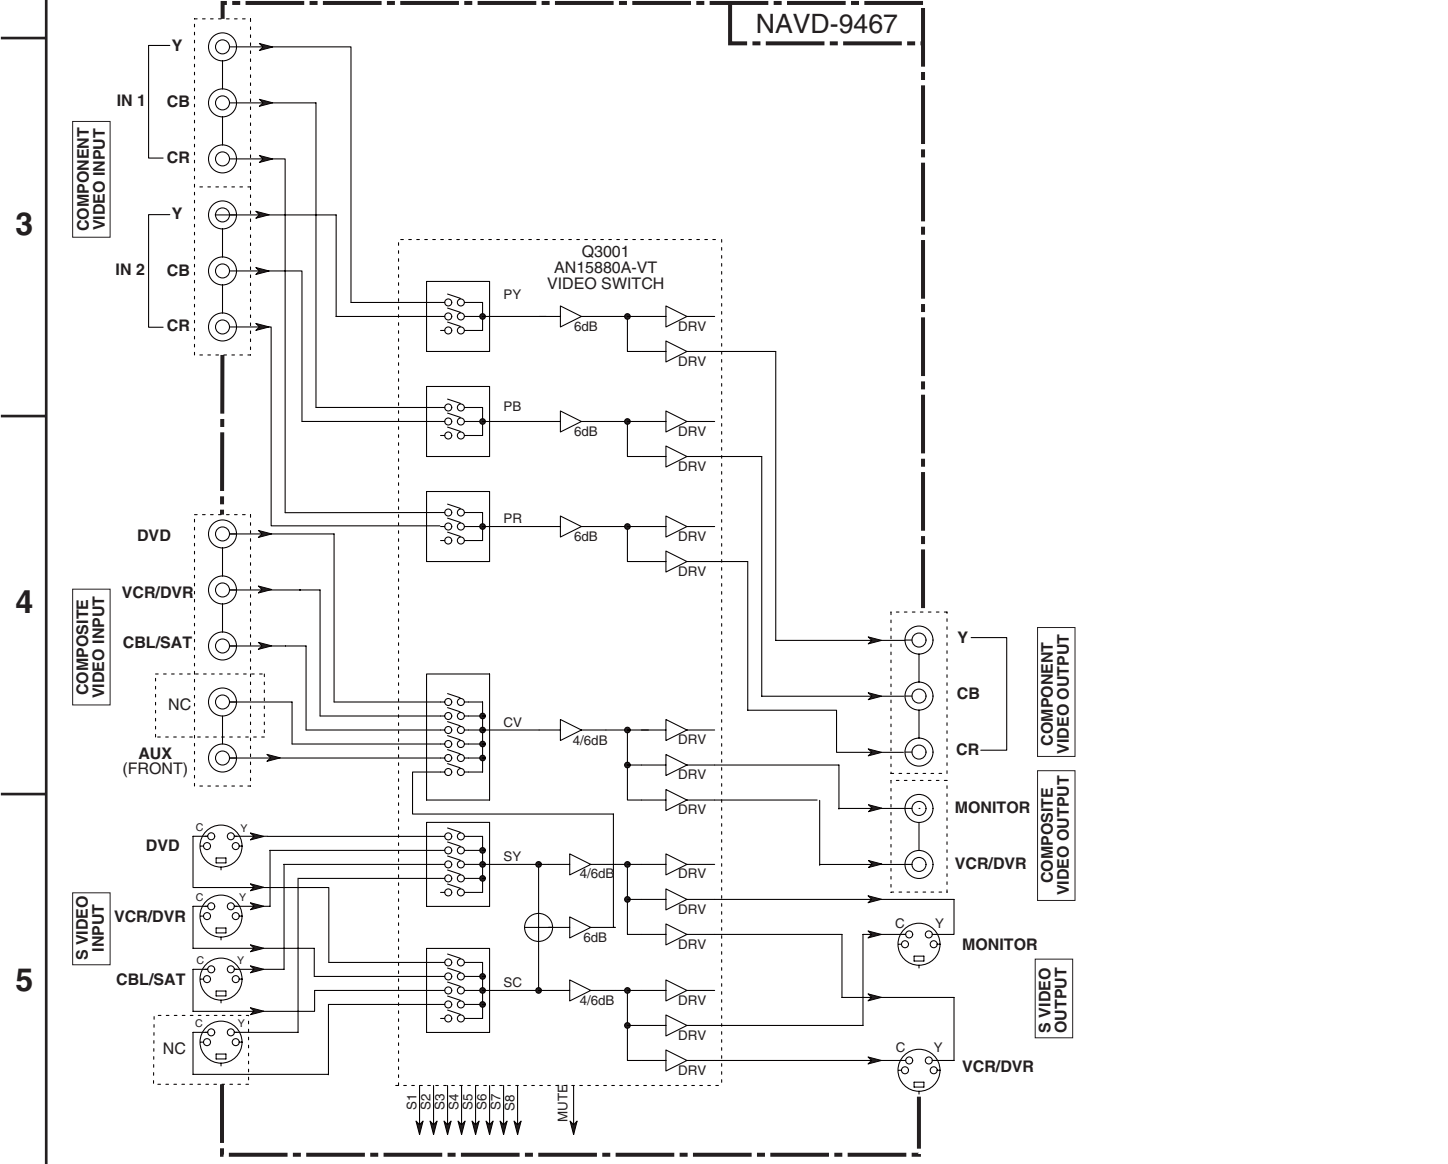 NAVD-9467
3
4
5
COMPONENT
VIDEO INPUT
IN 1
Y
CB
CR
IN 2
Y
CB
CR
Q3001
AN15880A-VT
VIDEO SWITCH
PY
6dB
DRV
DRV
PB
6dB
DRV
DRV
PR
6dB
DRV
DRV
COMPOSITE
VIDEO INPUT
DVD
VCR/DVR
CBL/SAT
NC
AUX
(FRONT)
CV
4/6dB
DRV
DRV
DRV
S VIDEO
INPUT
DVD
C
Y
VCR/DVR
C
Y
CBL/SAT
C
Y
NC
C
Y
SY
4/6dB
DRV
DRV
DRV
6dB
SC
4/6dB
DRV
DRV
DRV
S1
S2
S3
S4
S5
S6
S7
S8
MUTE
Y
CB
CR
COMPONENT
VIDEO OUTPUT
MONITOR
VCR/DVR
COMPOSITE
VIDEO OUTPUT
C
Y
MONITOR
S VIDEO
OUTPUT
C
Y
VCR/DVR